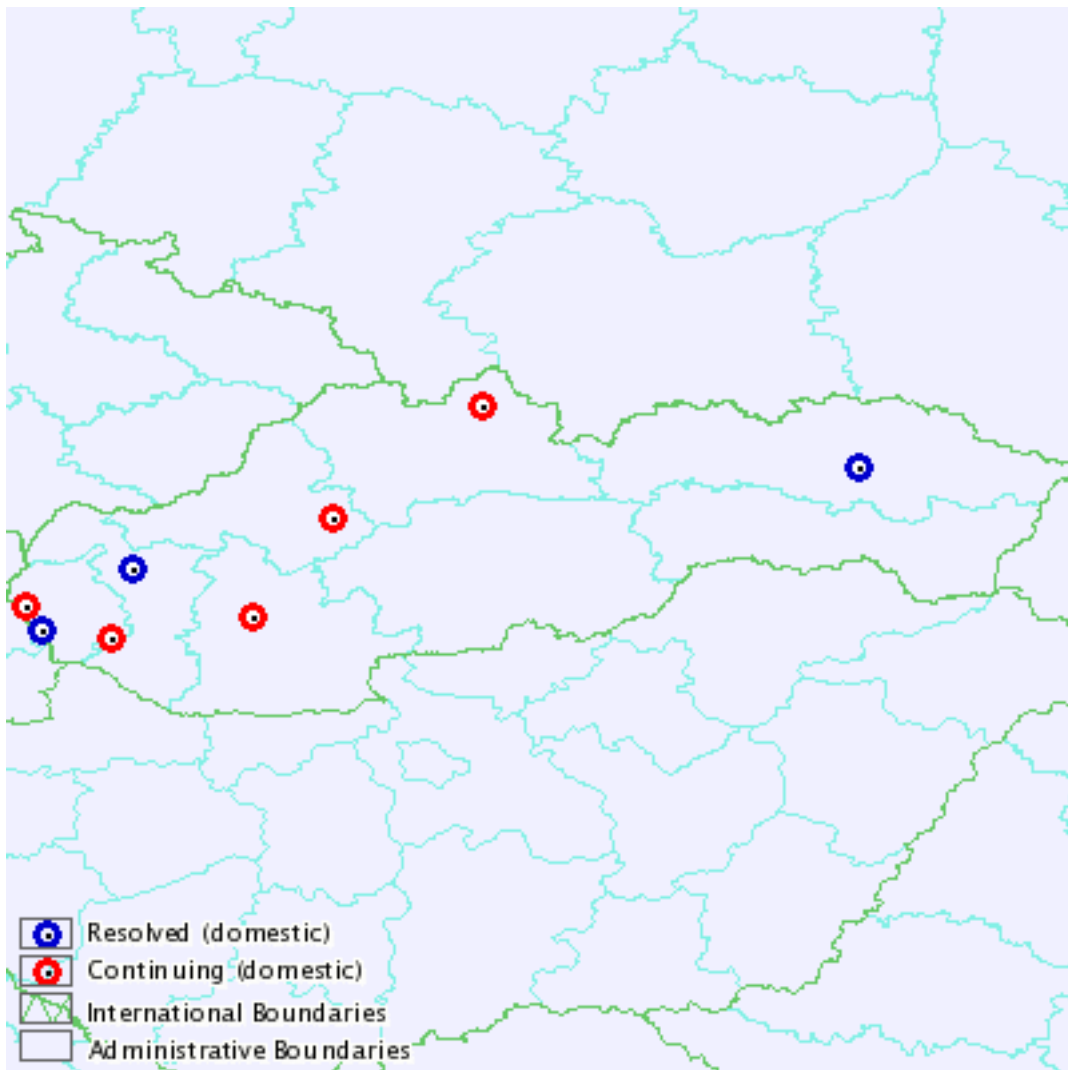 Resolved (domestic)
Continuing (domestic)
International Boundaries
Administrative Boundaries